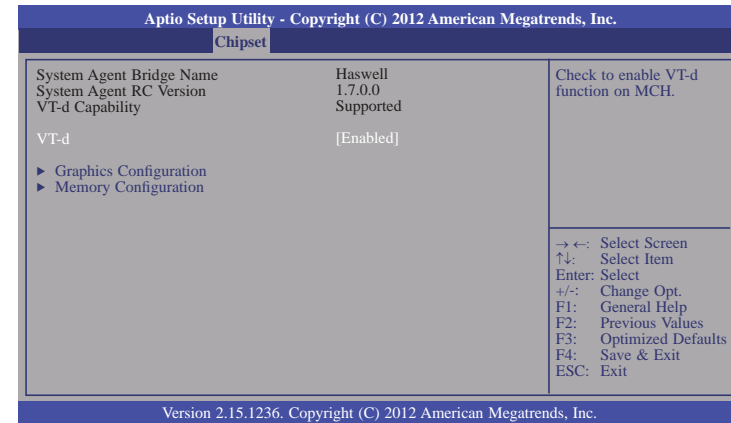 Aptio Setup Utility - Copyright (C) 2012 American Megatrends, Inc.
Chipset
System Agent Bridge Name Haswell
System Agent RC Version 1.7.0.0
VT-d Capability Supported
VT-d [Enabled]
► Graphics Configuration
► Memory Configuration
Check to enable VT-d
function on MCH.
→ ←: Select Screen
↑↓: Select Item
Enter: Select
+/-: Change Opt.
F1: General Help
F2: Previous Values
F3: Optimized Defaults
F4: Save & Exit
ESC: Exit
Version 2.15.1236. Copyright (C) 2012 American Megatrends, Inc.